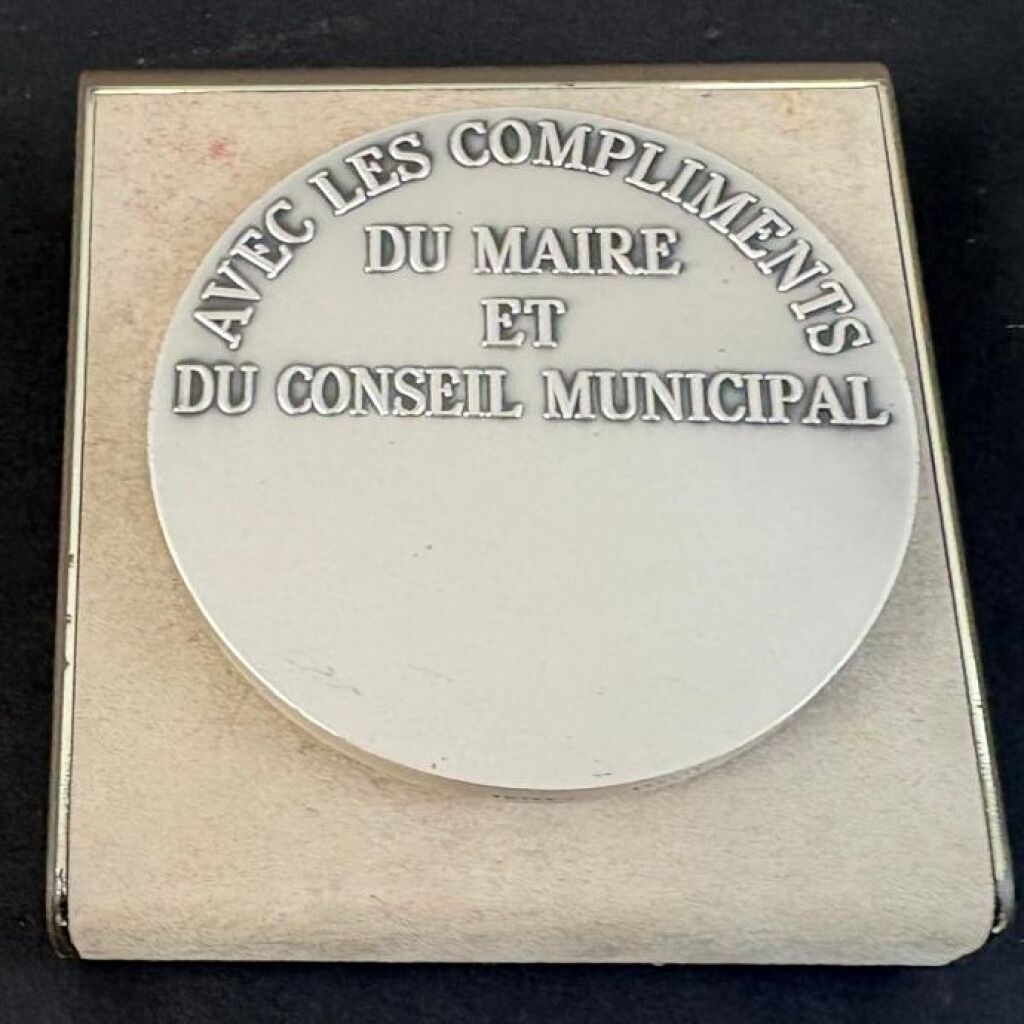 AVEC LES COMPLIMENTS
DU MAIRE
ET
DU CONSEIL MUNICIPAL